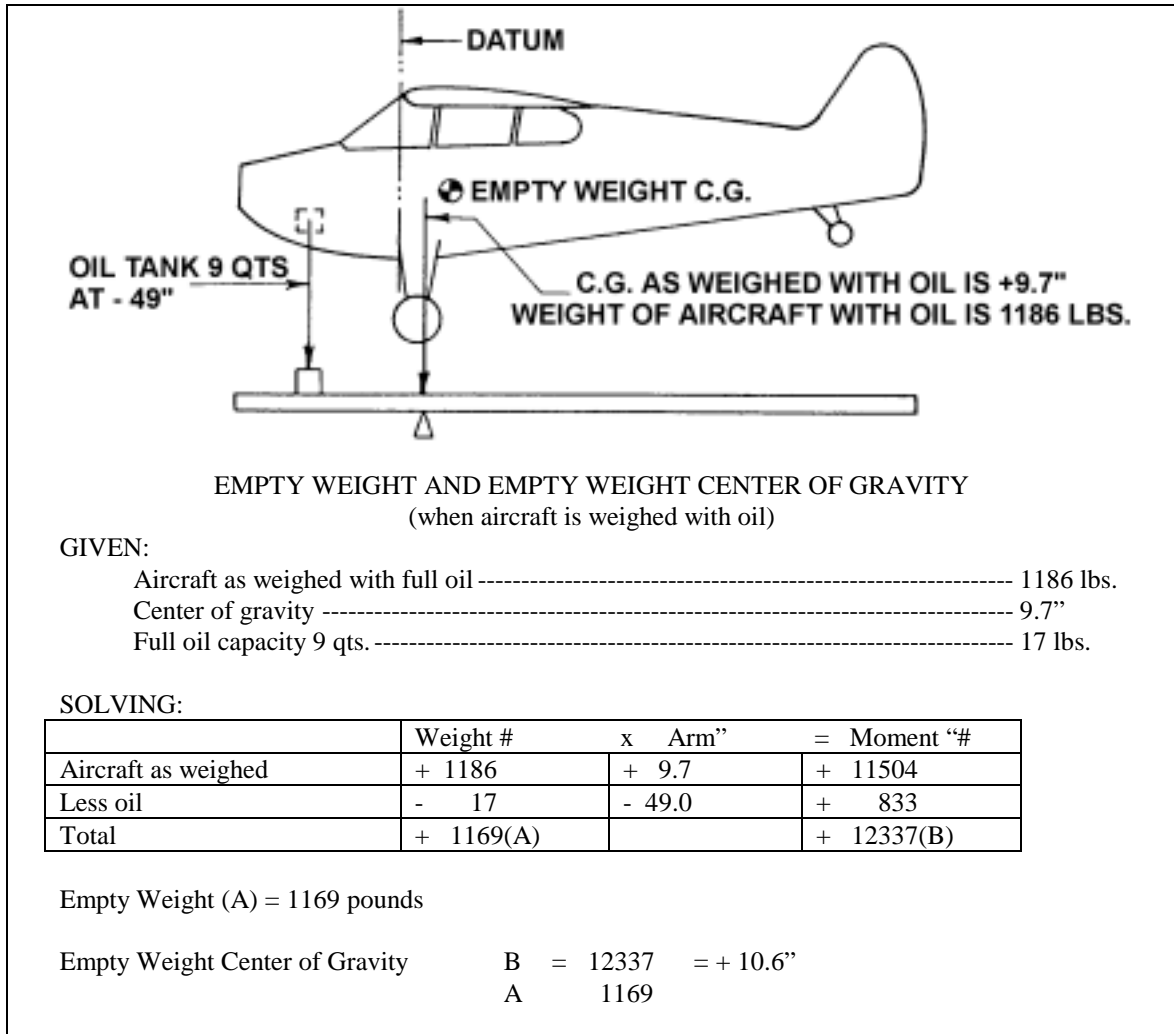 DATUM
EMPTY WEIGHT C.G.
OIL TANK 9 QTS
AT - 49"
C.G. AS WEIGHED WITH OIL IS +9.7"
WEIGHT OF AIRCRAFT WITH OIL IS 1186 LBS.
EMPTY WEIGHT AND EMPTY WEIGHT CENTER OF GRAVITY
(when aircraft is weighed with oil)
GIVEN:
Aircraft as weighed with full oil ------------------------------------------------------------- 1186 lbs.
Center of gravity ---------------------------------------------------------------------------------- 9.7”
Full oil capacity 9 qts. -------------------------------------------------------------------------- 17 lbs.
SOLVING:
Weight # x Arm” = Moment “#
Aircraft as weighed + 1186 + 9.7 + 11504
Less oil - 17 - 49.0 + 833
Total + 1169(A) + 12337(B)
Empty Weight (A) = 1169 pounds
Empty Weight Center of Gravity B = 12337 = + 10.6”
A 1169